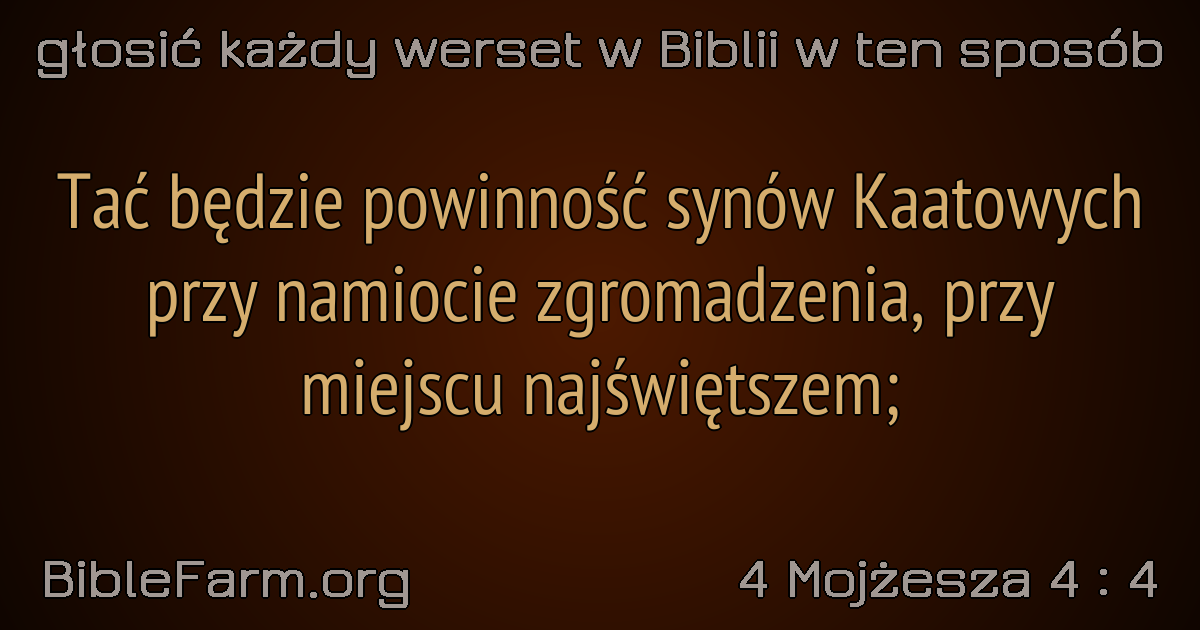 głosić każdy werset w Biblii w ten sposób
Tać będzie powinność synów Kaatowych
przy namiocie zgromadzenia, przy
miejscu najświętszem;
BibleFarm.org
4 Mojżesza 4 : 4